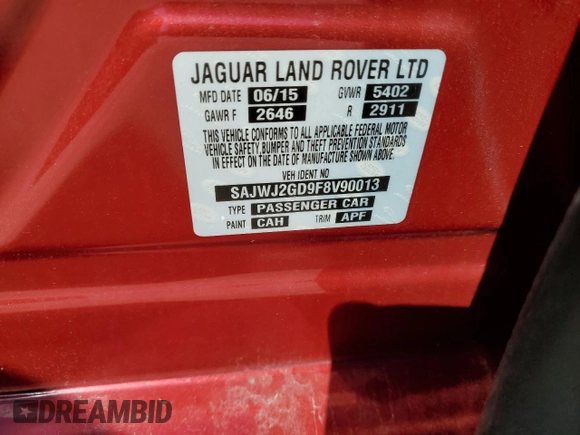 JAGUAR LAND ROVER LTD
MFD DATE 06/15 GVWR 5402
GAWR F 2646 R 2911
THIS VEHICLE CONFORMS TO ALL APPLICABLE FEDERAL MOTOR
VEHICLE SAFETY, BUMPER AND THEFT PREVENTION STANDARDS
IN EFFECT ON THE DATE OF MANUFACTURE SHOWN ABOVE.
VEH IDENT NO
SAJWJ2GD9F8V90013
TYPE PASSENGER CAR
PAINT CAH TRIM APF
DREAMBID